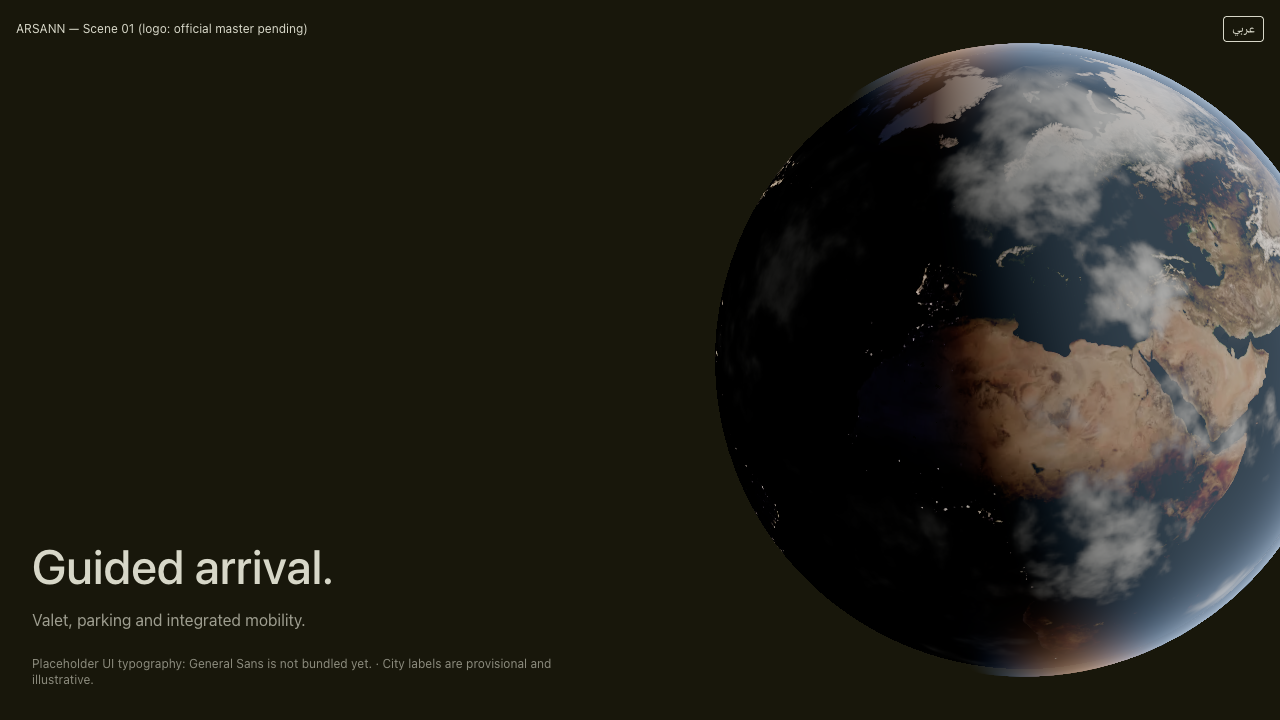 ARSANN — Scene 01 (logo: official master pending)
عربي
Guided arrival.
Valet, parking and integrated mobility.
Placeholder UI typography: General Sans is not bundled yet. · City labels are provisional and
illustrative.